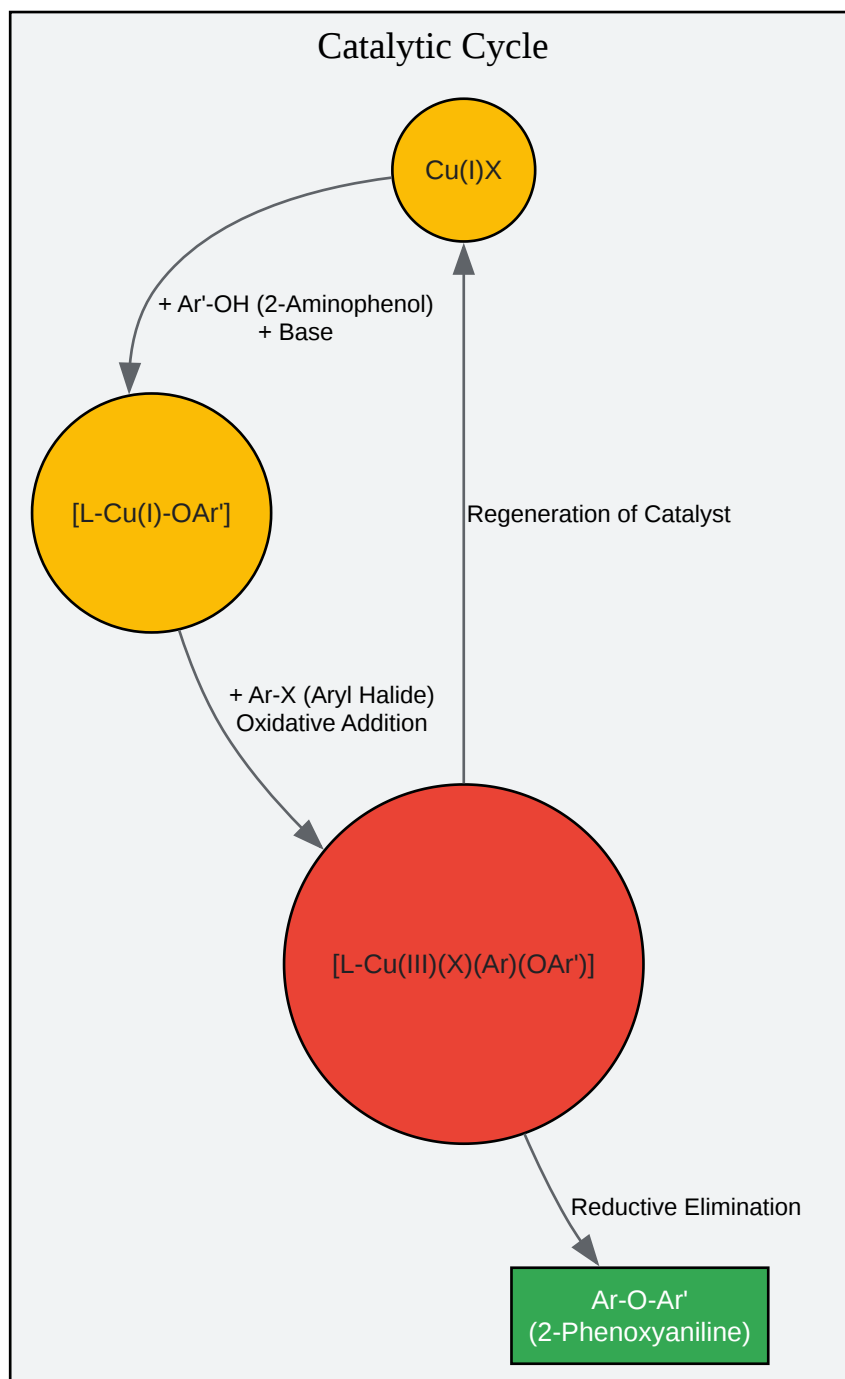 Catalytic Cycle
Cu(I)X
+ Ar'-OH (2-Aminophenol)
+ Base
[L-Cu(I)-OAr']
Regeneration of Catalyst
+ Ar-X (Aryl Halide)
Oxidative Addition
[L-Cu(III)(X)(Ar)(OAr')]
Reductive Elimination
Ar-O-Ar'
(2-Phenoxyaniline)